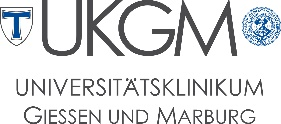 UKGM
UNIVERSITÄTSKLINIKUM
GIESSEN UND MARBURG